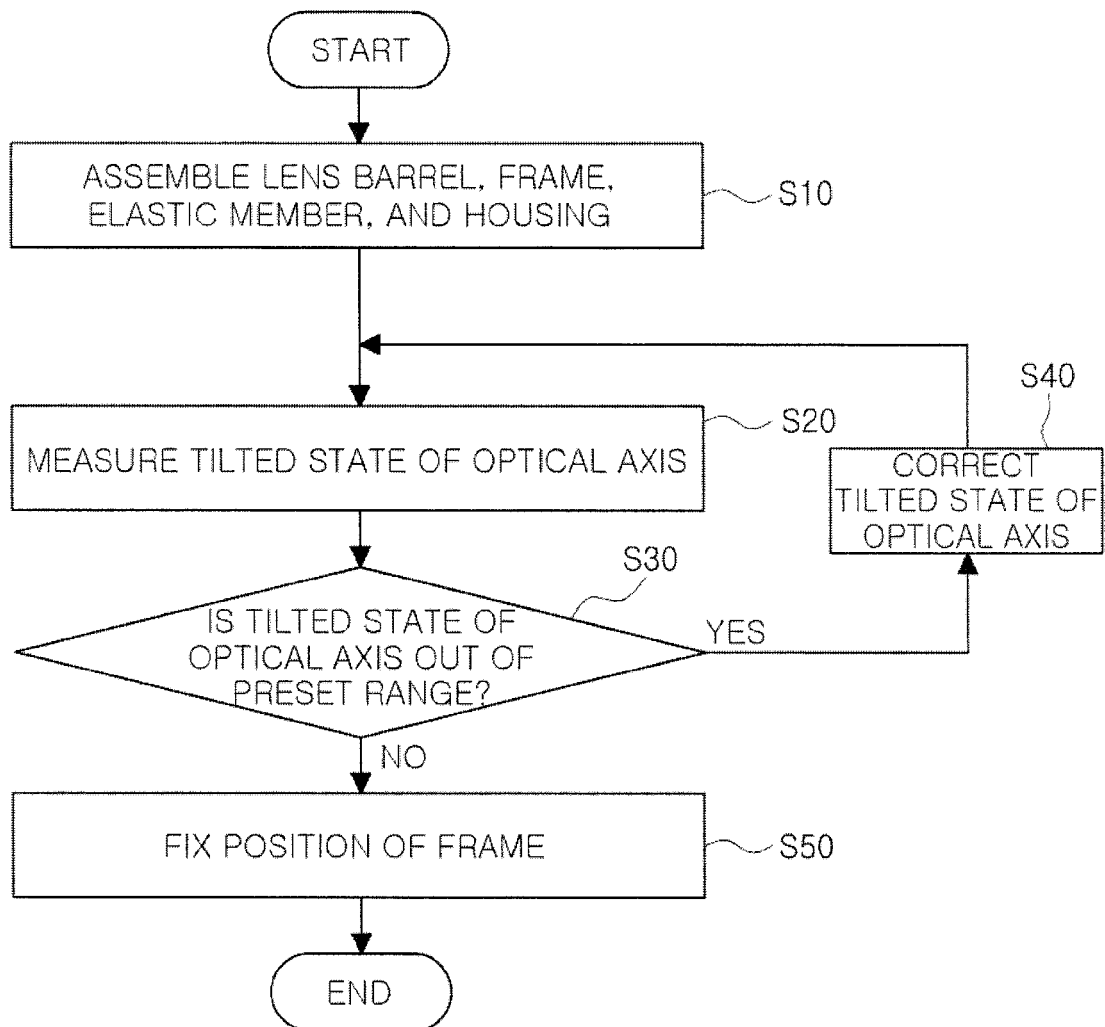 START
ASSEMBLE LENS BARREL, FRAME,
ELASTIC MEMBER, AND HOUSING
S10
S40
S20
MEASURE TILTED STATE OF OPTICAL AXIS
CORRECT
TILTED STATE OF
OPTICAL AXIS
S30
IS TILTED STATE OF
OPTICAL AXIS OUT OF
PRESET RANGE?
YES
NO
FIX POSITION OF FRAME
S50
END